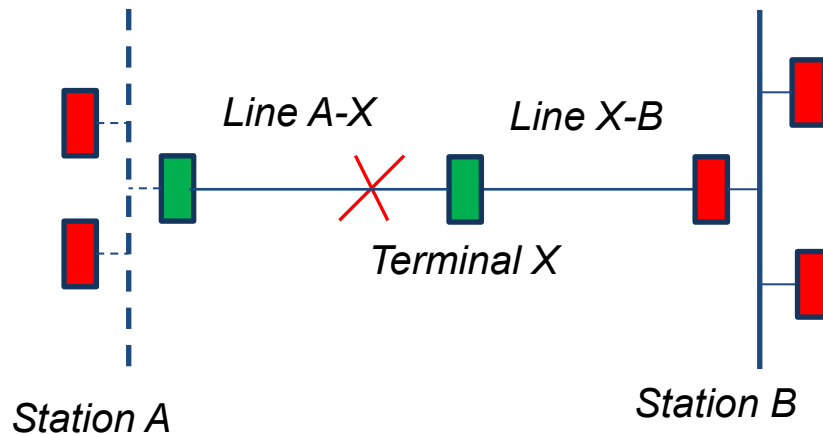 Line A-X
Line X-B
Terminal X
Station A
Station B